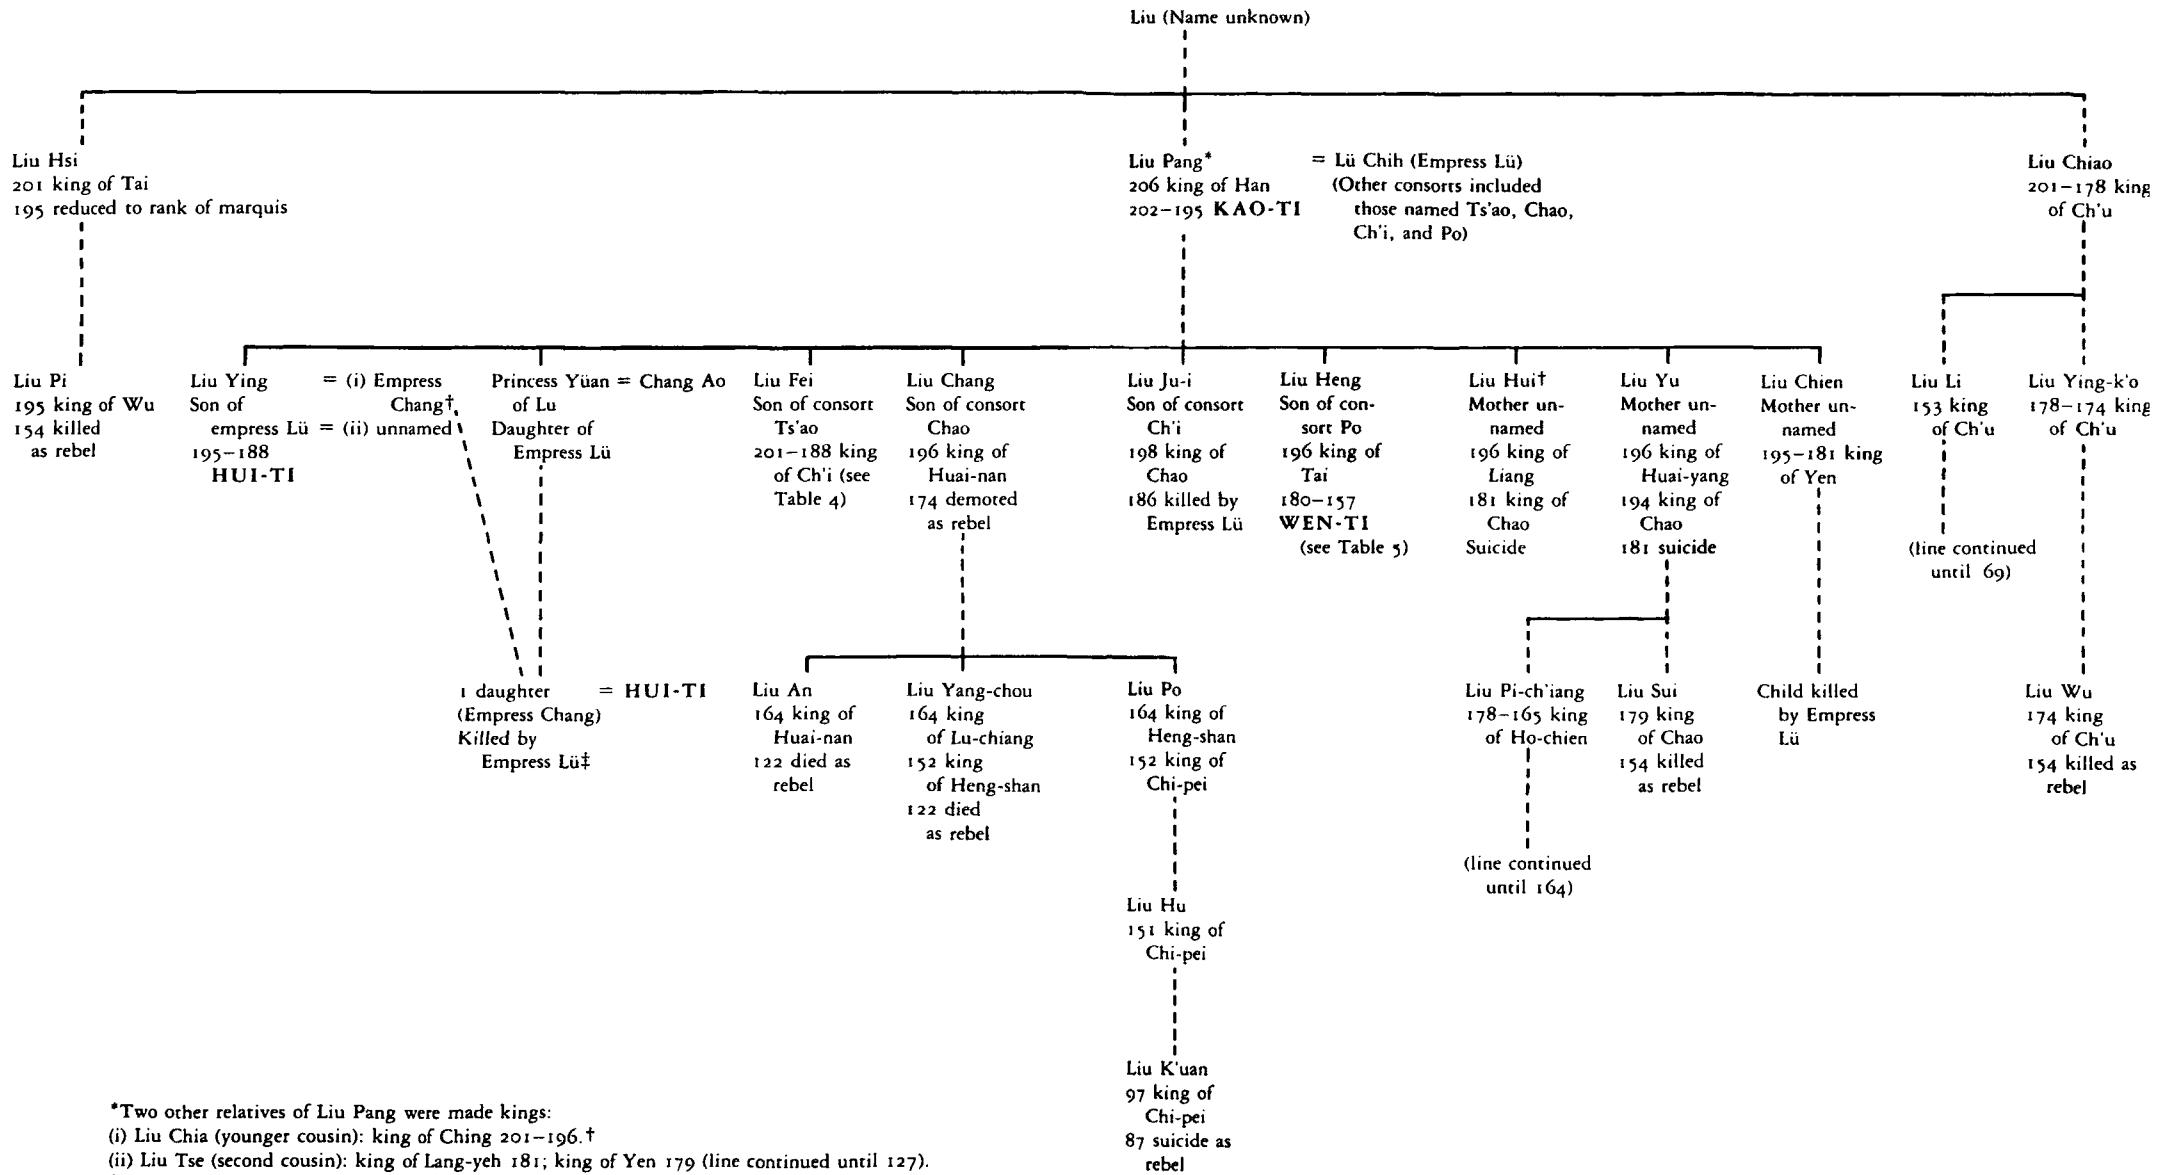 Liu (Name unknown)
Liu Hsi
201 king of Tai
195 reduced to rank of marquis
Liu Pang*
206 king of Han
202–195 KAO-TI
= Lü Chih (Empress Lü)
(Other consorts included
those named Ts'ao, Chao,
Ch'i, and Po)
Liu Chiao
201–178 king
of Ch'u
Liu Pi
195 king of Wu
154 killed
as rebel
Liu Ying
Son of
empress Lü
195–188
HUI-TI
= (i) Empress
Chang†
= (ii) unnamed
Princess Yüan = Chang Ao
of Lu
Daughter of
Empress Lü
Liu Fei
Son of consort
Ts'ao
201–188 king
of Ch'i (see
Table 4)
Liu Chang
Son of consort
Chao
196 king of
Huai-nan
174 demoted
as rebel
Liu Ju-i
Son of consort
Ch'i
198 king of
Chao
186 killed by
Empress Lü
Liu Heng
Son of con-
sort Po
196 king of
Tai
180–157
WEN-TI
(see Table 5)
Liu Hui†
Mother un-
named
196 king of
Liang
181 king of
Chao
Suicide
Liu Yu
Mother un-
named
196 king of
Huai-yang
194 king of
Chao
181 suicide
Liu Chien
Mother un-
named
195–181 king
of Yen
Liu Li
153 king
of Ch'u
(line continued
until 69)
Liu Ying-k'o
178–174 king
of Ch'u
1 daughter = HUI-TI
(Empress Chang)
Killed by
Empress Lü‡
Liu An
164 king of
Huai-nan
122 died as
rebel
Liu Yang-chou
164 king
of Lu-chiang
152 king
of Heng-shan
122 died
as rebel
Liu Po
164 king of
Heng-shan
152 king of
Chi-pei
Liu Pi-ch'iang
178–165 king
of Ho-chien
(line continued
until 164)
Liu Sui
179 king
of Chao
154 killed
as rebel
Child killed
by Empress
Lü
Liu Wu
174 king
of Ch'u
154 killed as
rebel
Liu Hu
151 king of
Chi-pei
Liu K'uan
97 king of
Chi-pei
87 suicide as
rebel
*Two other relatives of Liu Pang were made kings:
(i) Liu Chia (younger cousin): king of Ching 201–196.†
(ii) Liu Tse (second cousin): king of Lang-yeh 181; king of Yen 179 (line continued until 127).